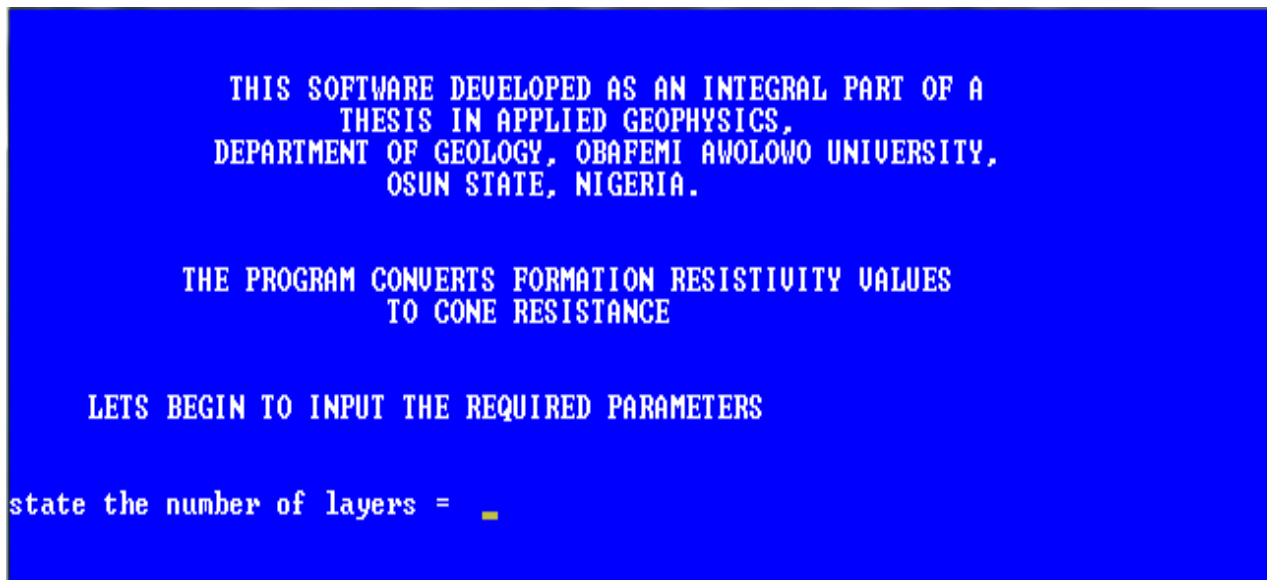 THIS SOFTWARE DEVELOPED AS AN INTEGRAL PART OF A
THESIS IN APPLIED GEOPHYSICS,
DEPARTMENT OF GEOLOGY, OBAFEMI AWOLOWO UNIVERSITY,
OSUN STATE, NIGERIA.
THE PROGRAM CONVERTS FORMATION RESISTIVITY VALUES
TO CONE RESISTANCE
LETS BEGIN TO INPUT THE REQUIRED PARAMETERS
state the number of layers = _